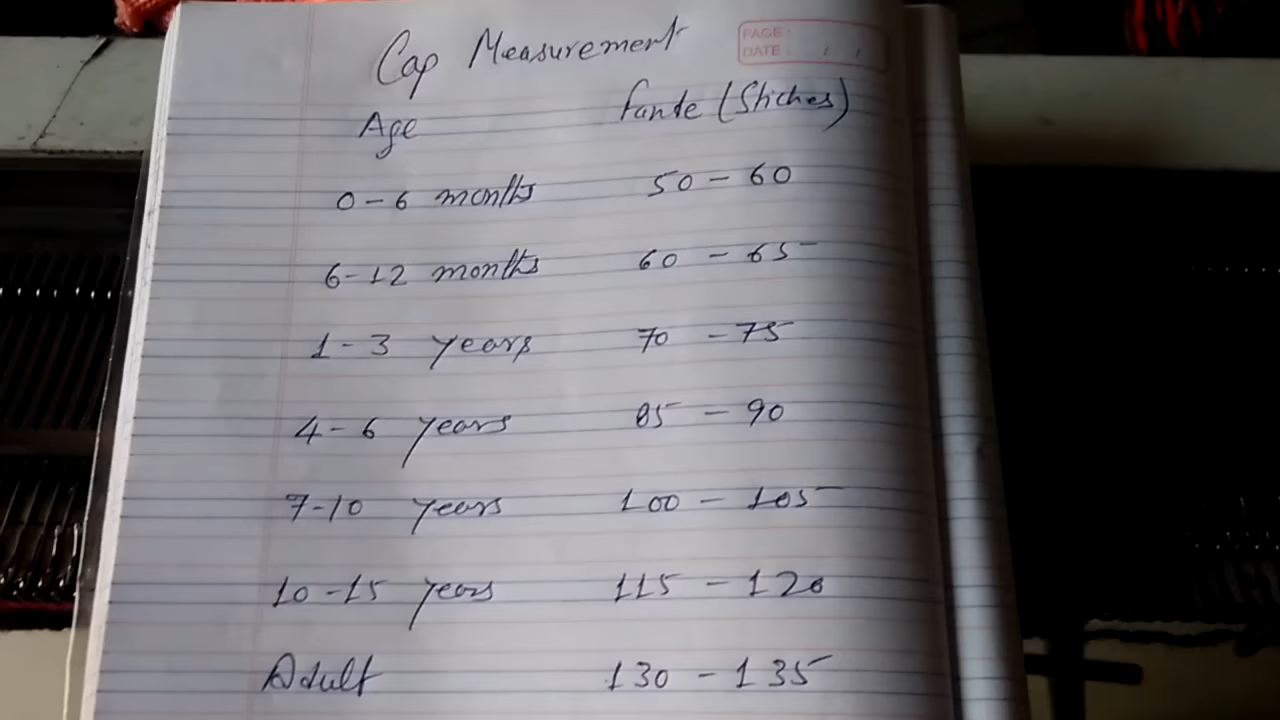 Cap Measurement
PAGE:
DATE: / /
Age Fande (Stiches)
0-6 months 50-60
6-12 months 60-65
1-3 years 70-75
4-6 years 85-90
7-10 years 100-105
10-15 years 115-120
Adult 130-135